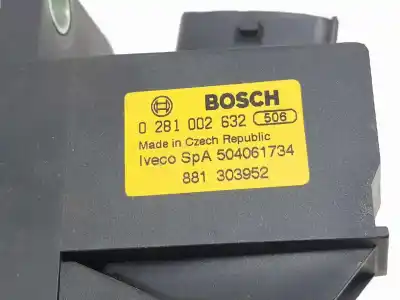 BOSCH
0 281 002 632 506
Made in Czech Republic
Iveco SpA 504061734
881 303952